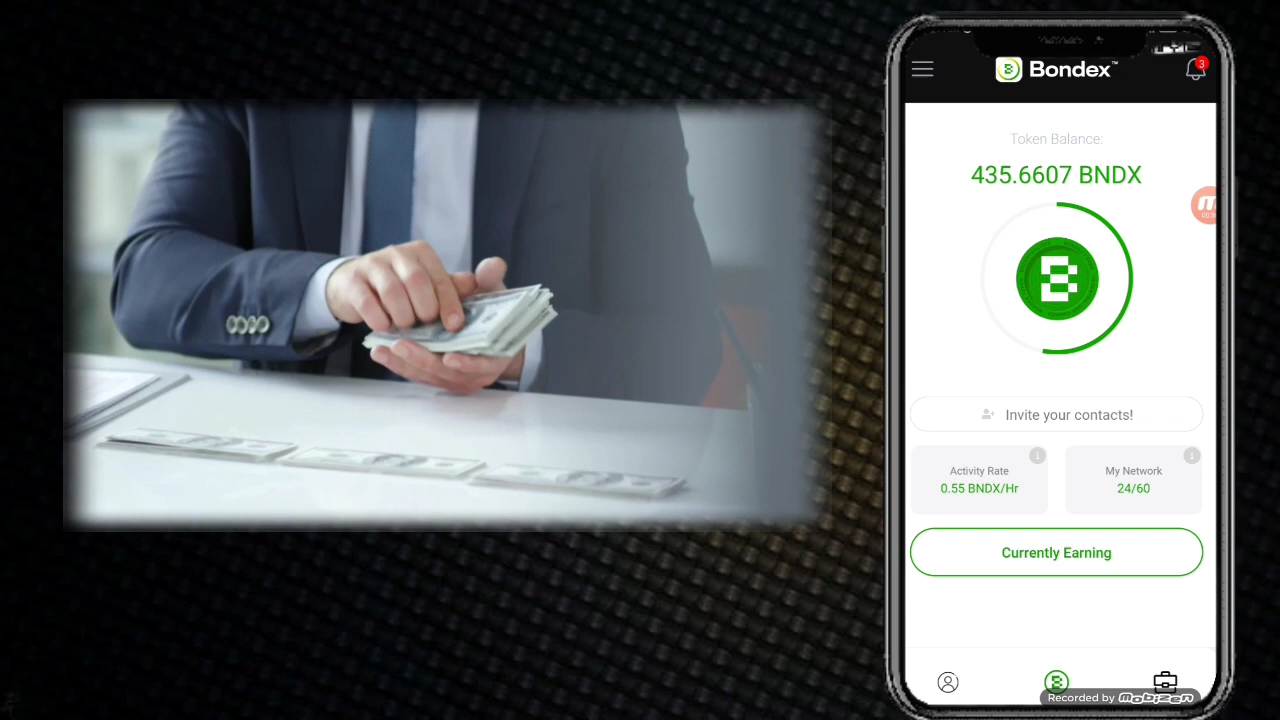 Bondex™
3
Token Balance:
435.6607 BNDX
Invite your contacts!
Activity Rate
0.55 BNDX/Hr
My Network
24/60
Currently Earning
Recorded by Mobizen